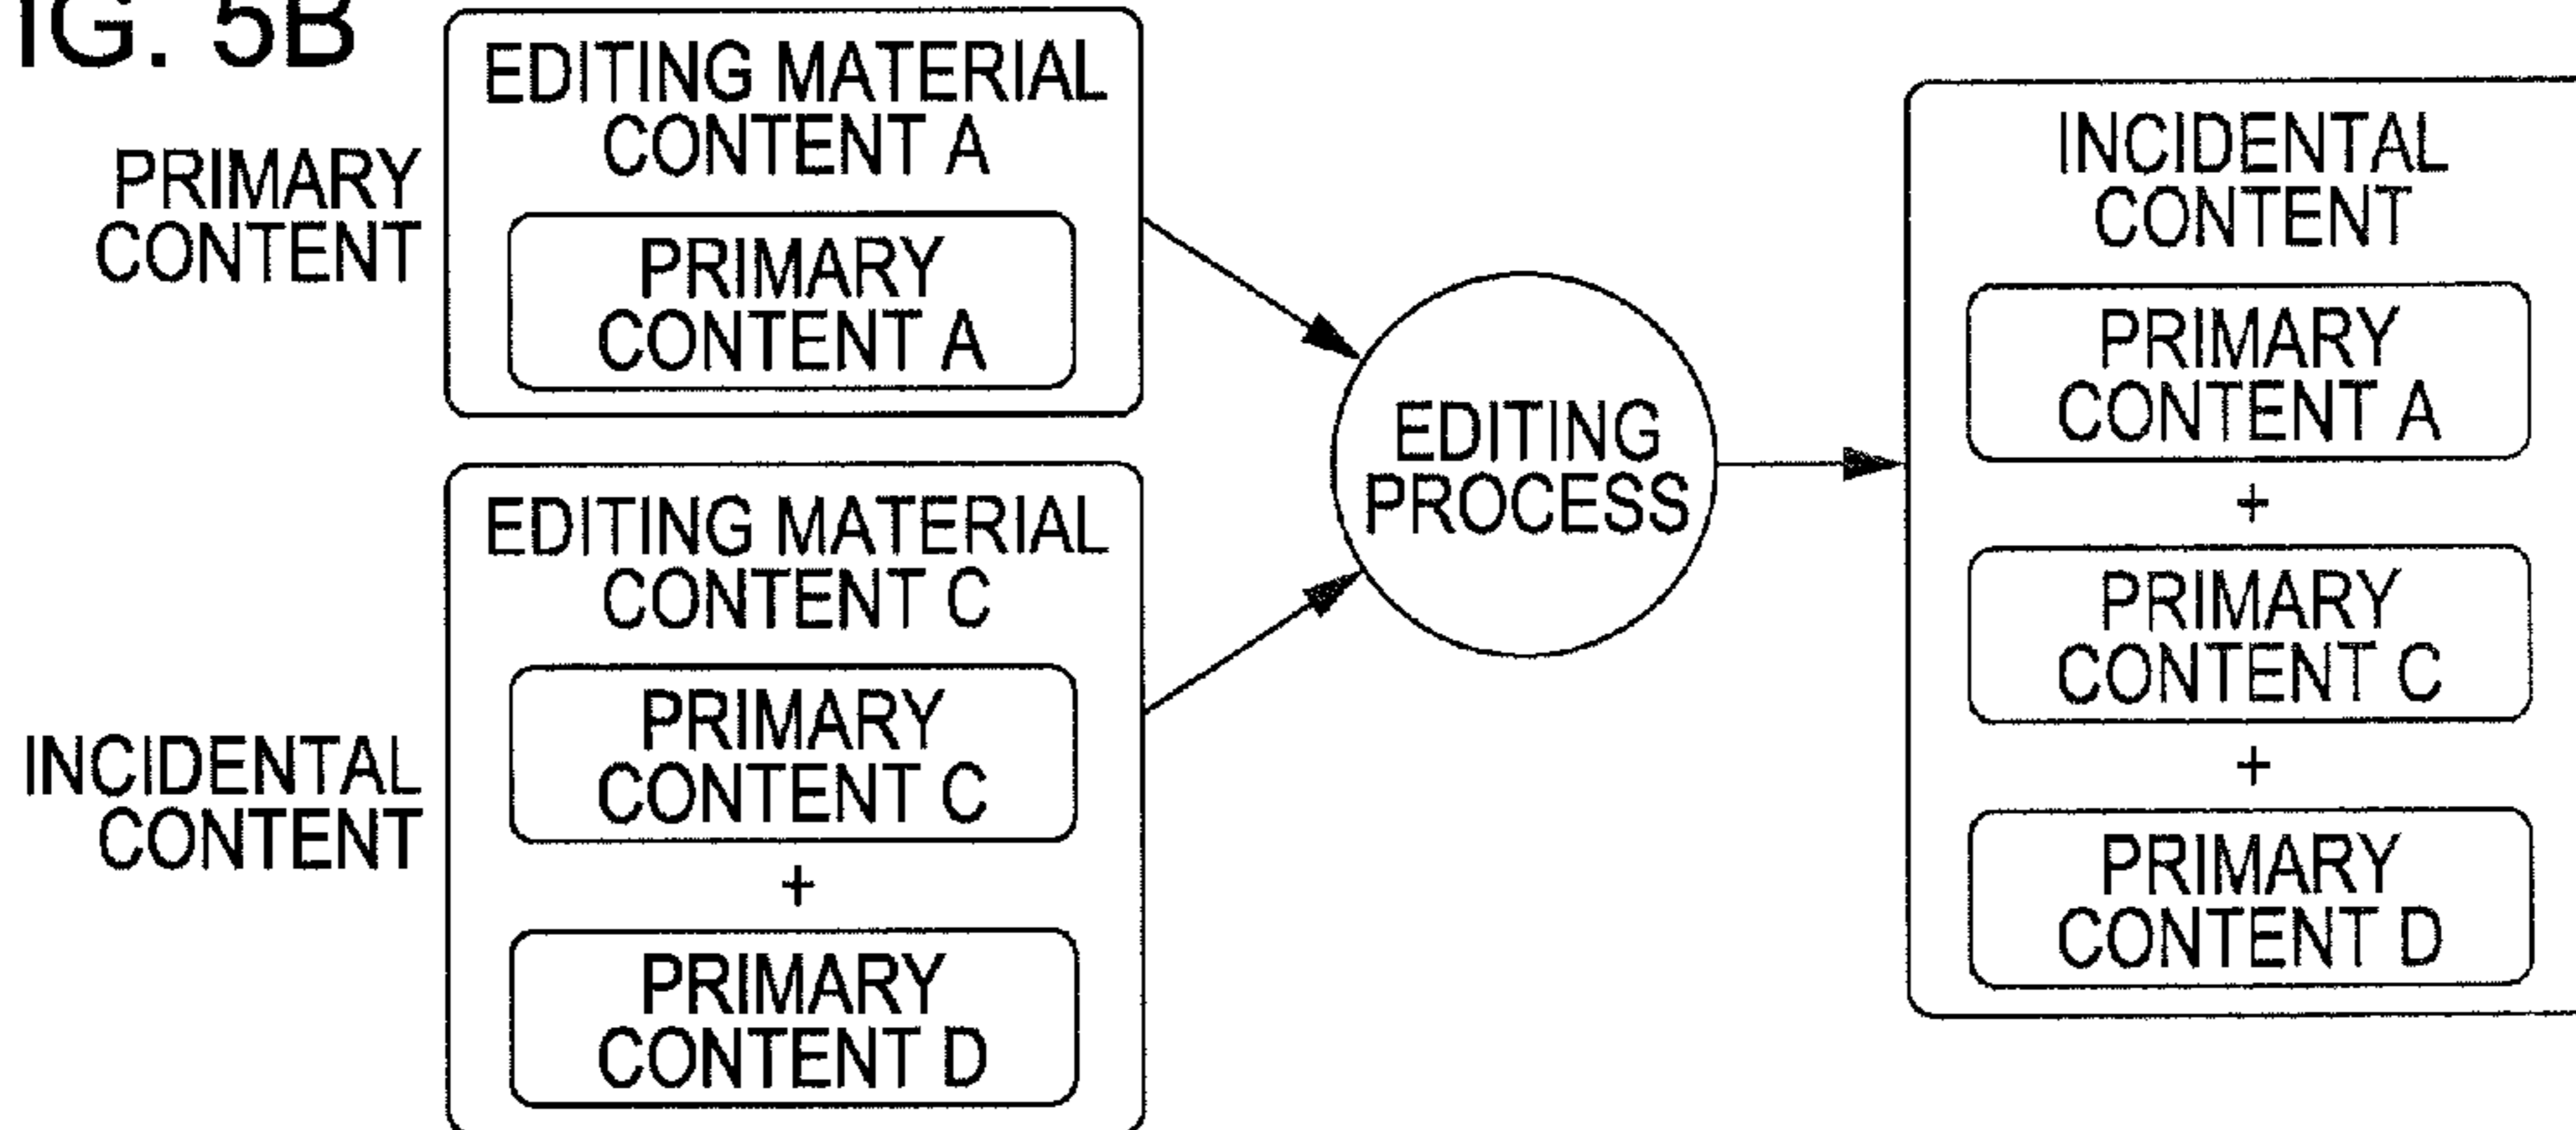 IG. 5B
PRIMARY
CONTENT
EDITING MATERIAL
CONTENT A
PRIMARY
CONTENT A
INCIDENTAL
CONTENT
EDITING MATERIAL
CONTENT C
PRIMARY
CONTENT C
+
PRIMARY
CONTENT D
EDITING
PROCESS
INCIDENTAL
CONTENT
PRIMARY
CONTENT A
+
PRIMARY
CONTENT C
+
PRIMARY
CONTENT D